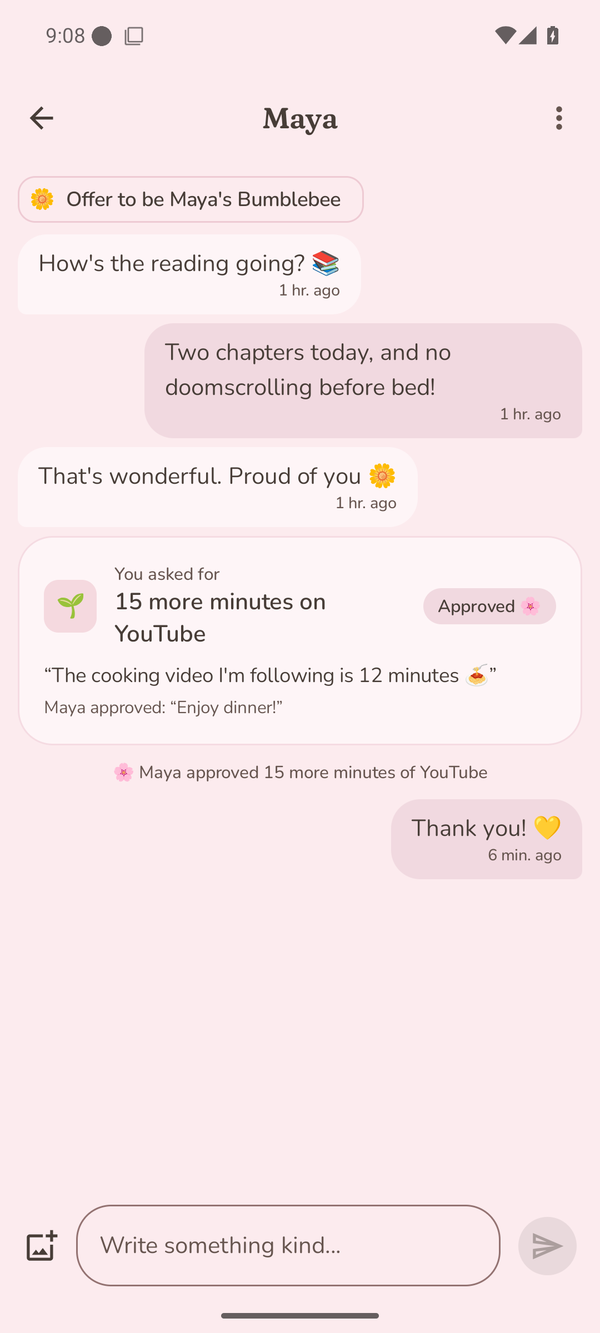 9:08
Maya
🌼 Offer to be Maya's Bumblebee
How's the reading going? 📚
1 hr. ago
Two chapters today, and no
doomscrolling before bed!
1 hr. ago
That's wonderful. Proud of you 🌼
1 hr. ago
You asked for
15 more minutes on
YouTube
Approved 🌸
“The cooking video I'm following is 12 minutes 🍝”
Maya approved: “Enjoy dinner!”
🌸 Maya approved 15 more minutes of YouTube
Thank you! 💛
6 min. ago
Write something kind...